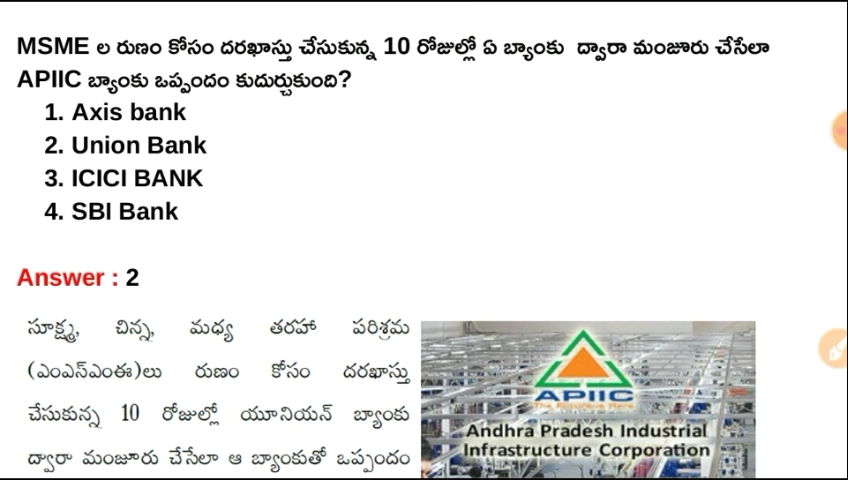 MSME ల రుణం కోసం దరఖాస్తు చేసుకున్న 10 రోజుల్లో ఏ బ్యాంకు ద్వారా మంజూరు చేసేలా
APIIC బ్యాంకు ఒప్పందం కుదుర్చుకుంది?
1. Axis bank
2. Union Bank
3. ICICI BANK
4. SBI Bank
Answer : 2
సూక్ష్మ, చిన్న, మధ్య తరహా పరిశ్రమ
(ఎంఎస్ఎంఈ)లు రుణం కోసం దరఖాస్తు
చేసుకున్న 10 రోజుల్లో యూనియన్ బ్యాంకు
ద్వారా మంజూరు చేసేలా ఆ బ్యాంకుతో ఒప్పందం
APIIC
Andhra Pradesh Industrial
Infrastructure Corporation